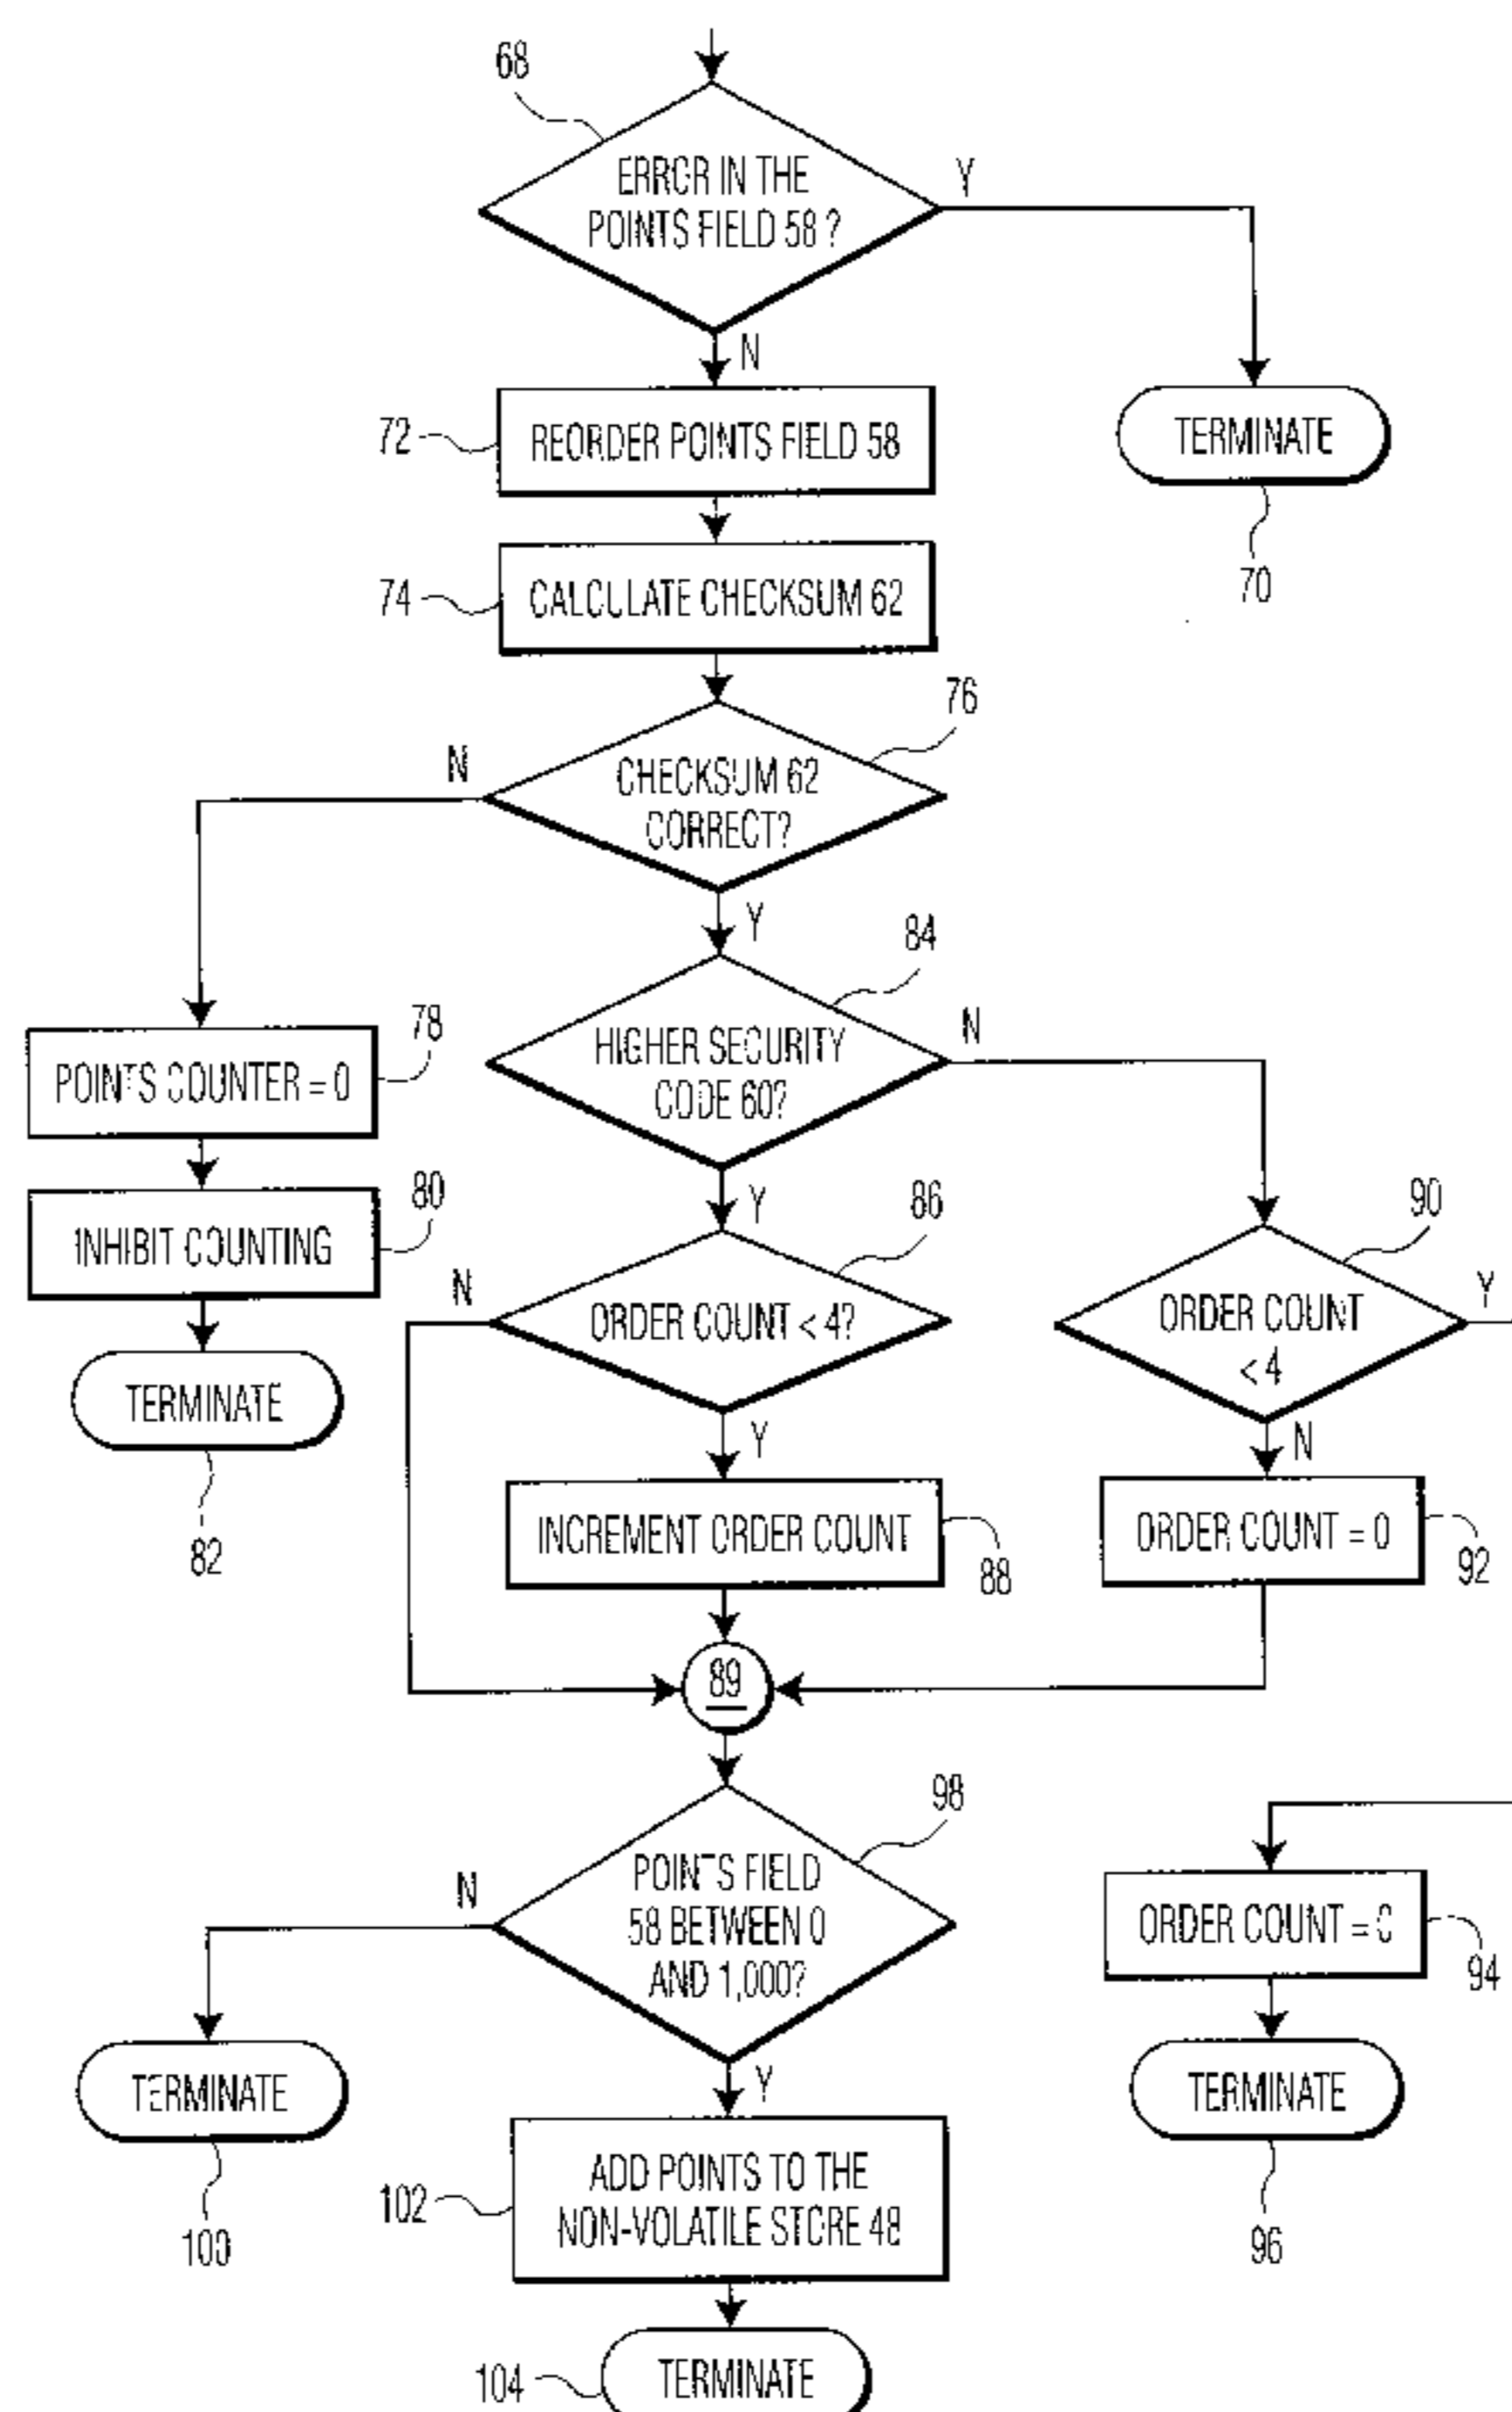 68
ERROR IN THE
POINTS FIELD 58 ?
Y
N
72
REORDER POINTS FIELD 58
TERMINATE
70
74
CALCULATE CHECKSUM 62
76
N
CHECKSUM 62
CORRECT?
Y
84
78
POINTS COUNTER = 0
HIGHER SECURITY
CODE 60?
N
80
INHIBIT COUNTING
Y
86
90
N
ORDER COUNT < 4?
ORDER COUNT
< 4
Y
TERMINATE
82
Y
N
INCREMENT ORDER COUNT
88
ORDER COUNT = 0
92
89
98
N
POINTS FIELD
58 BETWEEN 0
AND 1,000?
ORDER COUNT = 0
94
TERMINATE
100
Y
TERMINATE
96
102
ADD POINTS TO THE
NON-VOLATILE STORE 48
104
TERMINATE